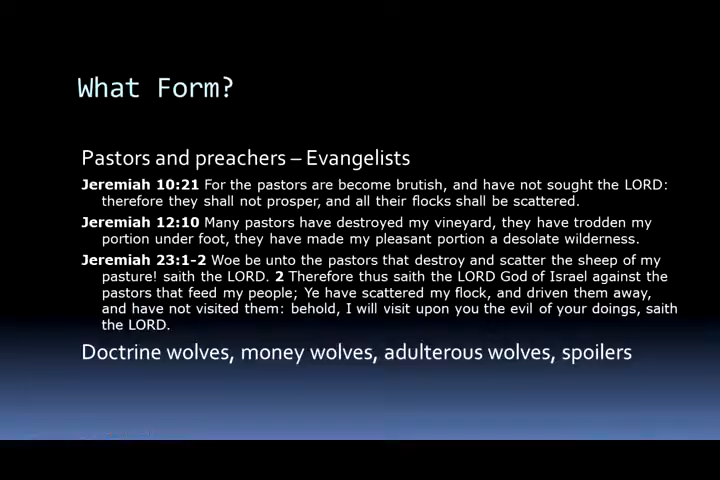 What Form?
Pastors and preachers – Evangelists
Jeremiah 10:21 For the pastors are become brutish, and have not sought the LORD:
therefore they shall not prosper, and all their flocks shall be scattered.
Jeremiah 12:10 Many pastors have destroyed my vineyard, they have trodden my
portion under foot, they have made my pleasant portion a desolate wilderness.
Jeremiah 23:1-2 Woe be unto the pastors that destroy and scatter the sheep of my
pasture! saith the LORD. 2 Therefore thus saith the LORD God of Israel against the
pastors that feed my people; Ye have scattered my flock, and driven them away,
and have not visited them: behold, I will visit upon you the evil of your doings, saith
the LORD.
Doctrine wolves, money wolves, adulterous wolves, spoilers